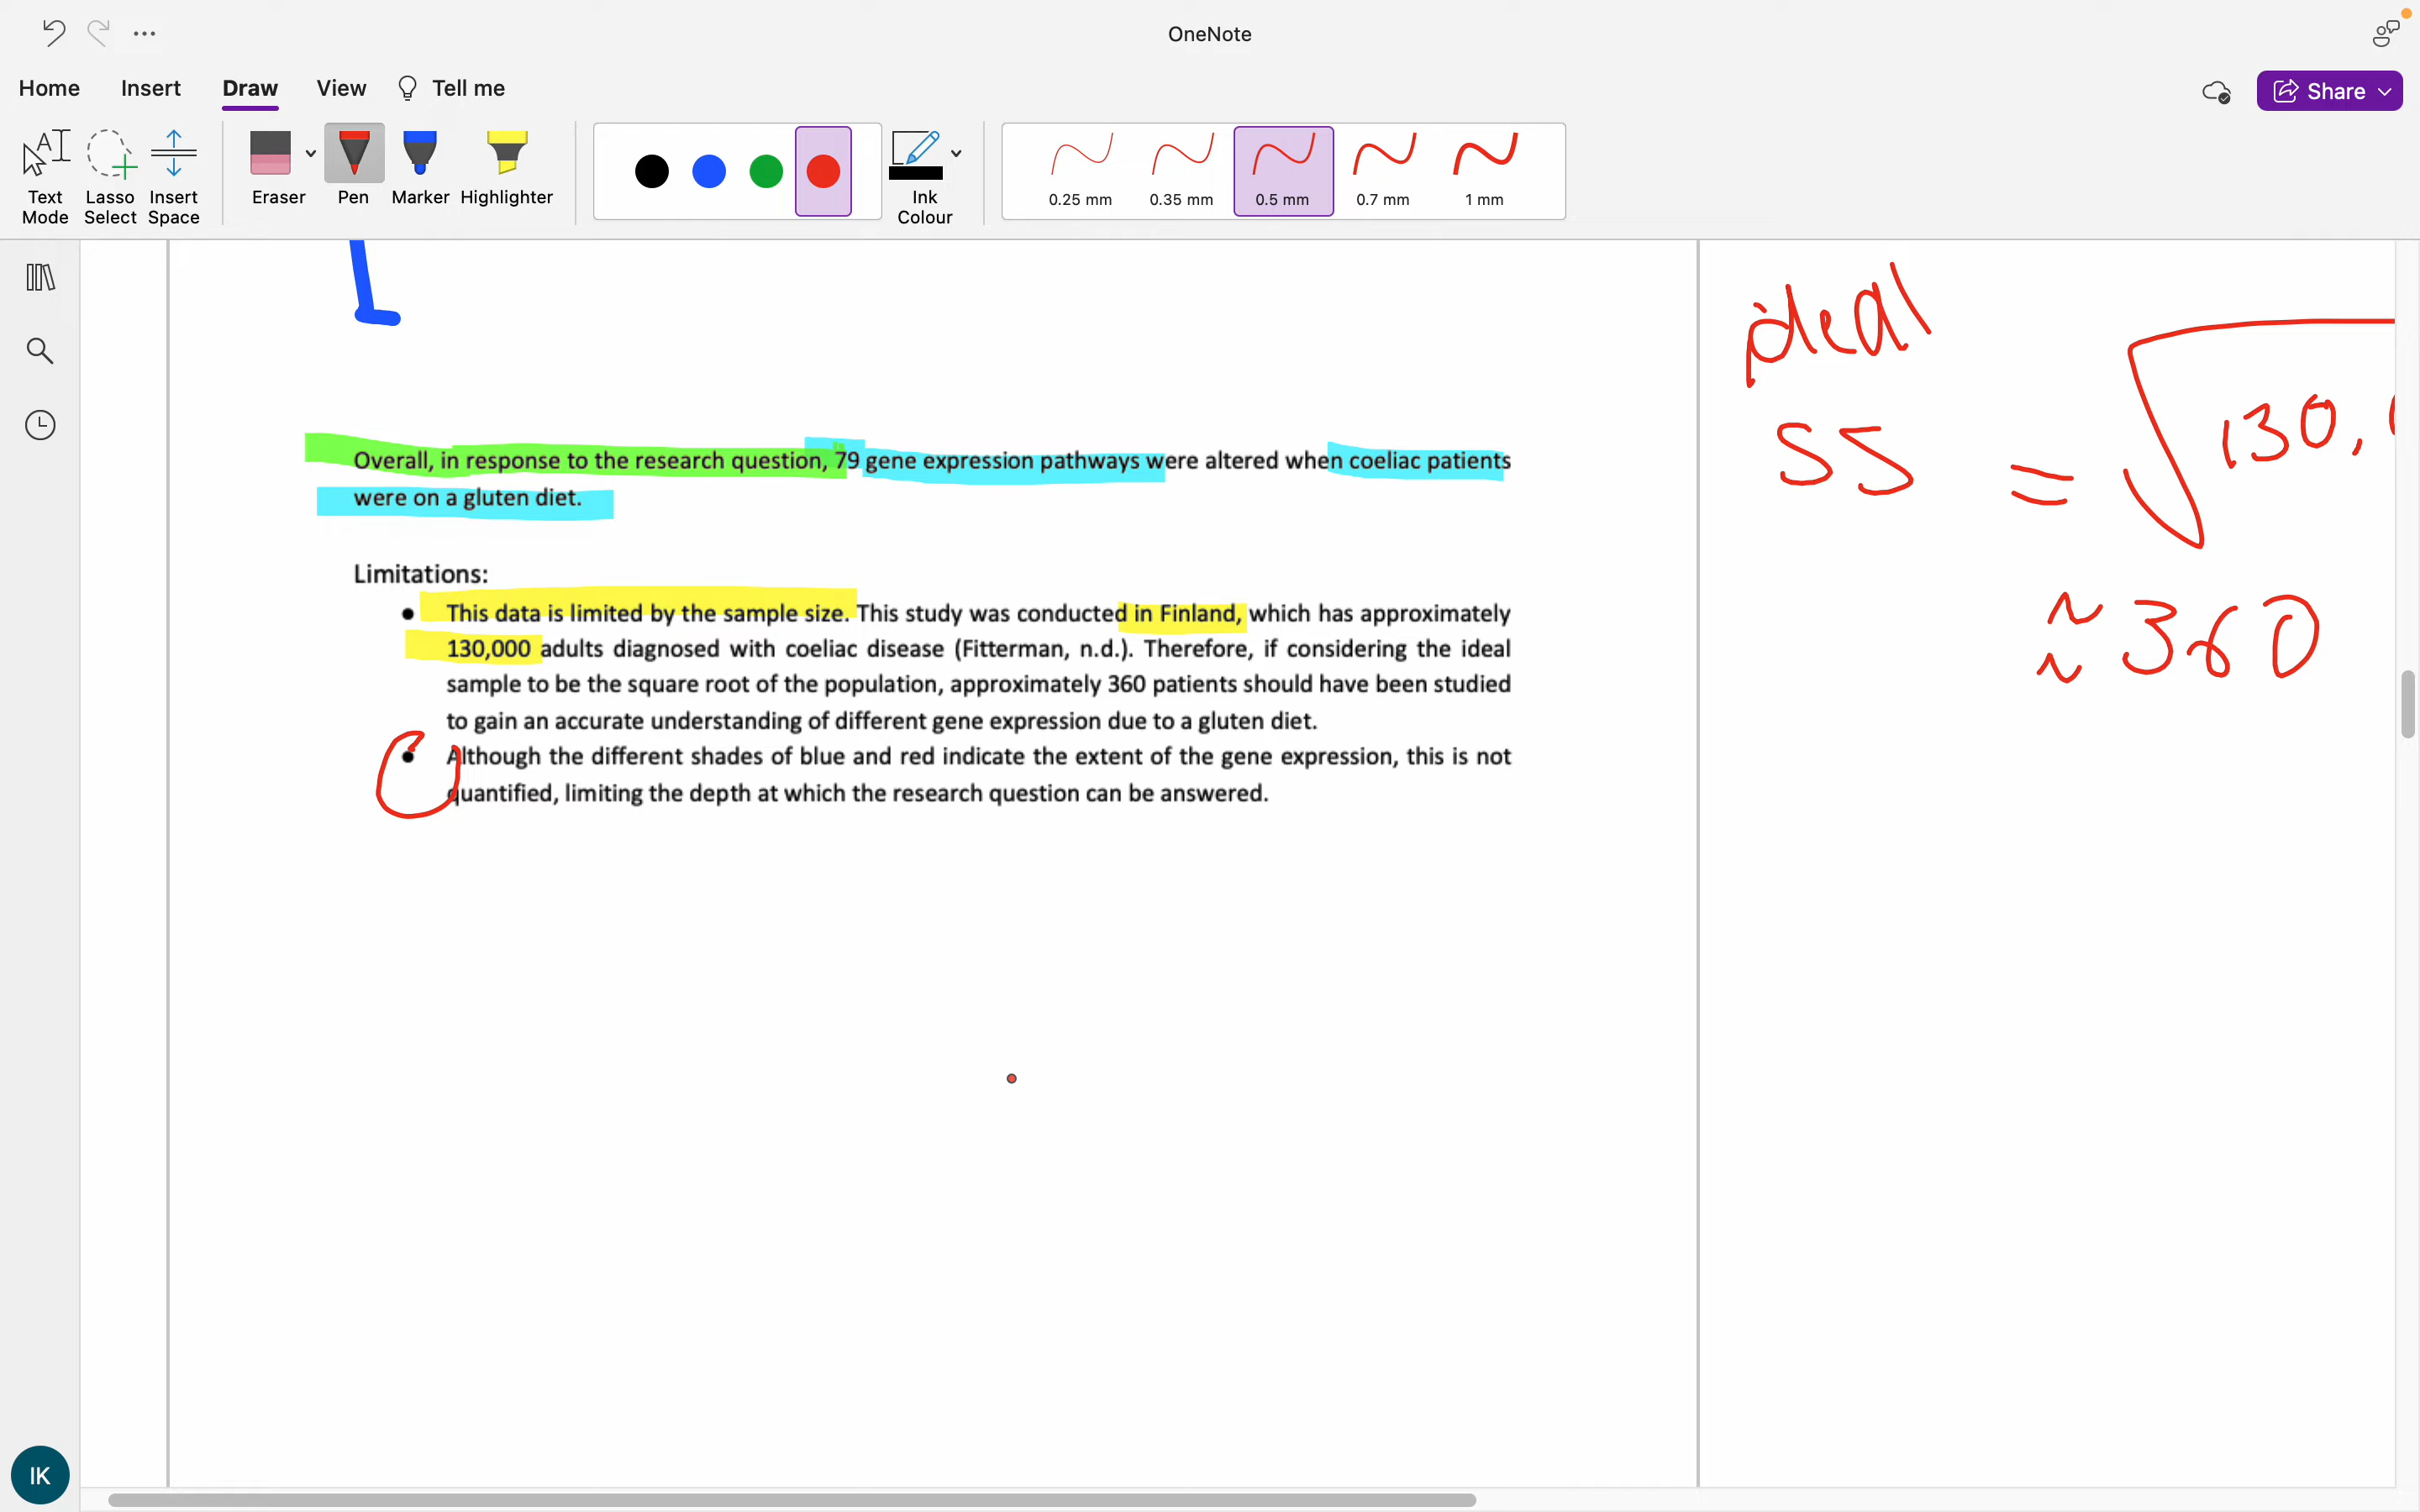 OneNote
Home Insert Draw View Tell me
Share
Text Mode
Lasso Select
Insert Space
Eraser
Pen
Marker
Highlighter
Ink Colour
0.25 mm
0.35 mm
0.5 mm
0.7 mm
1 mm
Overall, in response to the research question, 79 gene expression pathways were altered when coeliac patients
were on a gluten diet.
Limitations:
• This data is limited by the sample size. This study was conducted in Finland, which has approximately
130,000 adults diagnosed with coeliac disease (Fitterman, n.d.). Therefore, if considering the ideal
sample to be the square root of the population, approximately 360 patients should have been studied
to gain an accurate understanding of different gene expression due to a gluten diet.
• Although the different shades of blue and red indicate the extent of the gene expression, this is not
quantified, limiting the depth at which the research question can be answered.
ideal
SS = √130,
≈ 360
IK